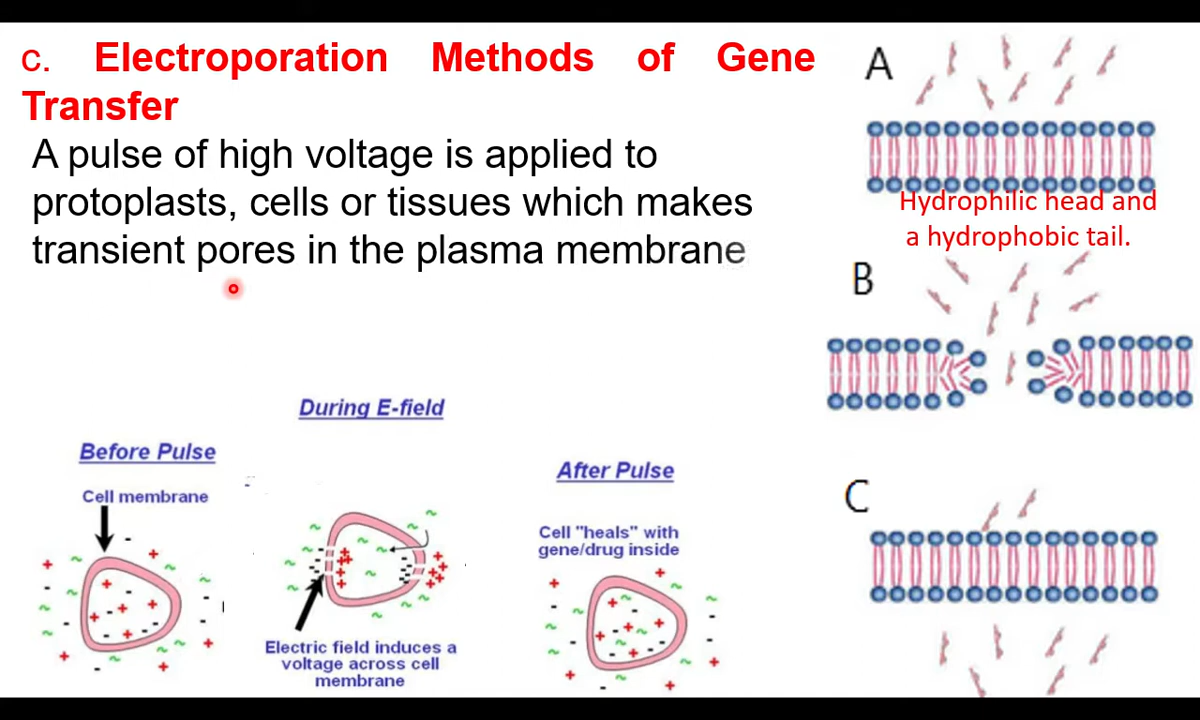 c. Electroporation Methods of Gene
Transfer
A pulse of high voltage is applied to
protoplasts, cells or tissues which makes
transient pores in the plasma membrane
A
Hydrophilic head and
a hydrophobic tail.
B
C
Before Pulse
Cell membrane
During E-field
Electric field induces a
voltage across cell
membrane
After Pulse
Cell "heals" with
gene/drug inside